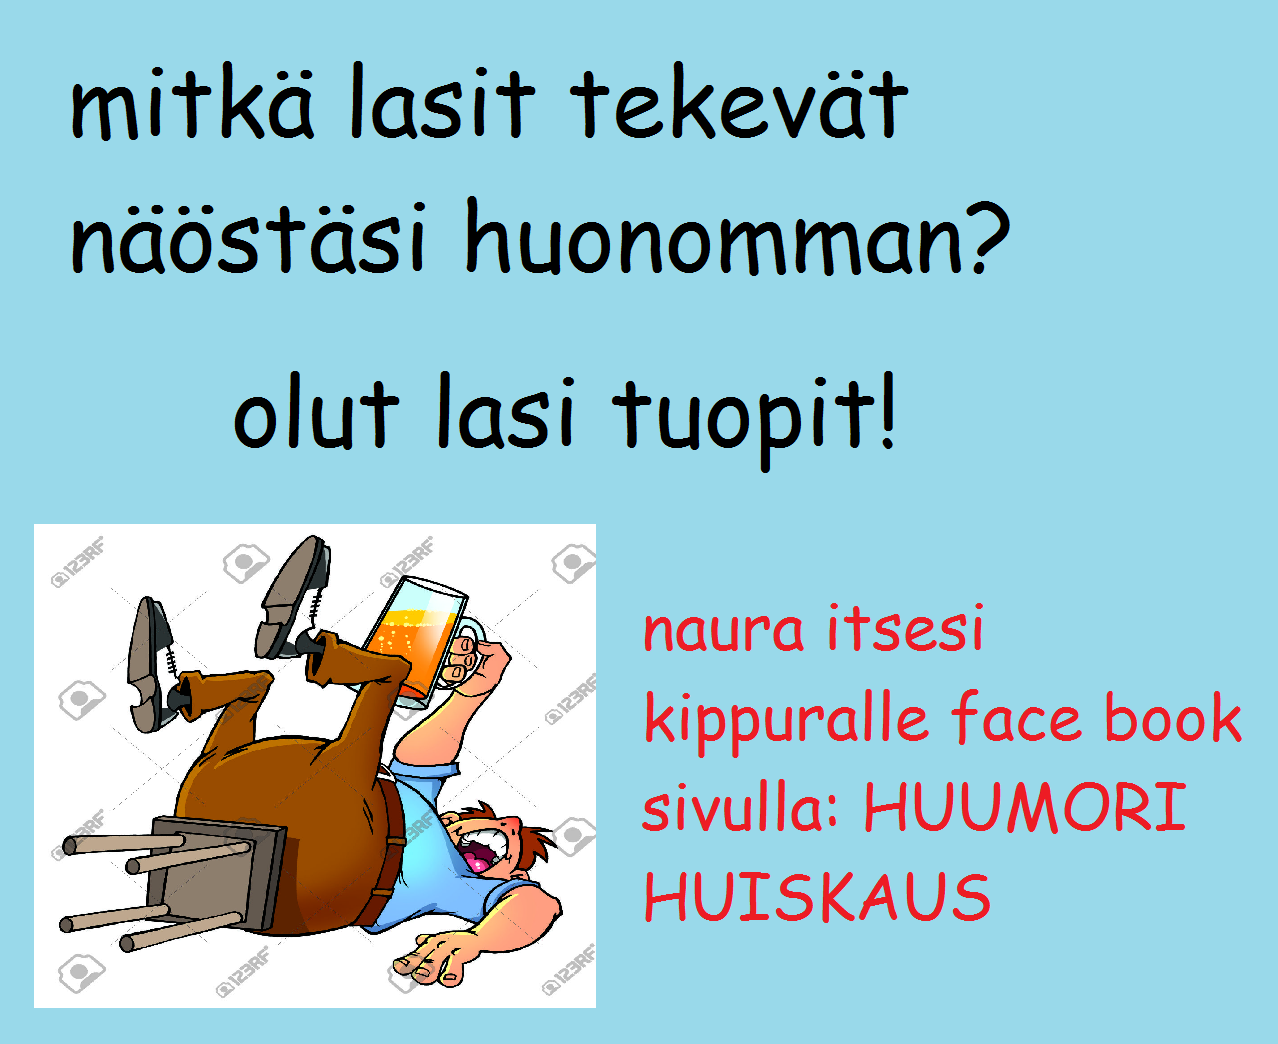 mitkä lasit tekevät
näöstäsi huonomman?
olut lasi tuopit!
123RF
123RF
123RF
123RF
123RF
123RF
123RF
123RF
naura itsesi
kippuralle face book
sivulla: HUUMORI
HUISKAUS